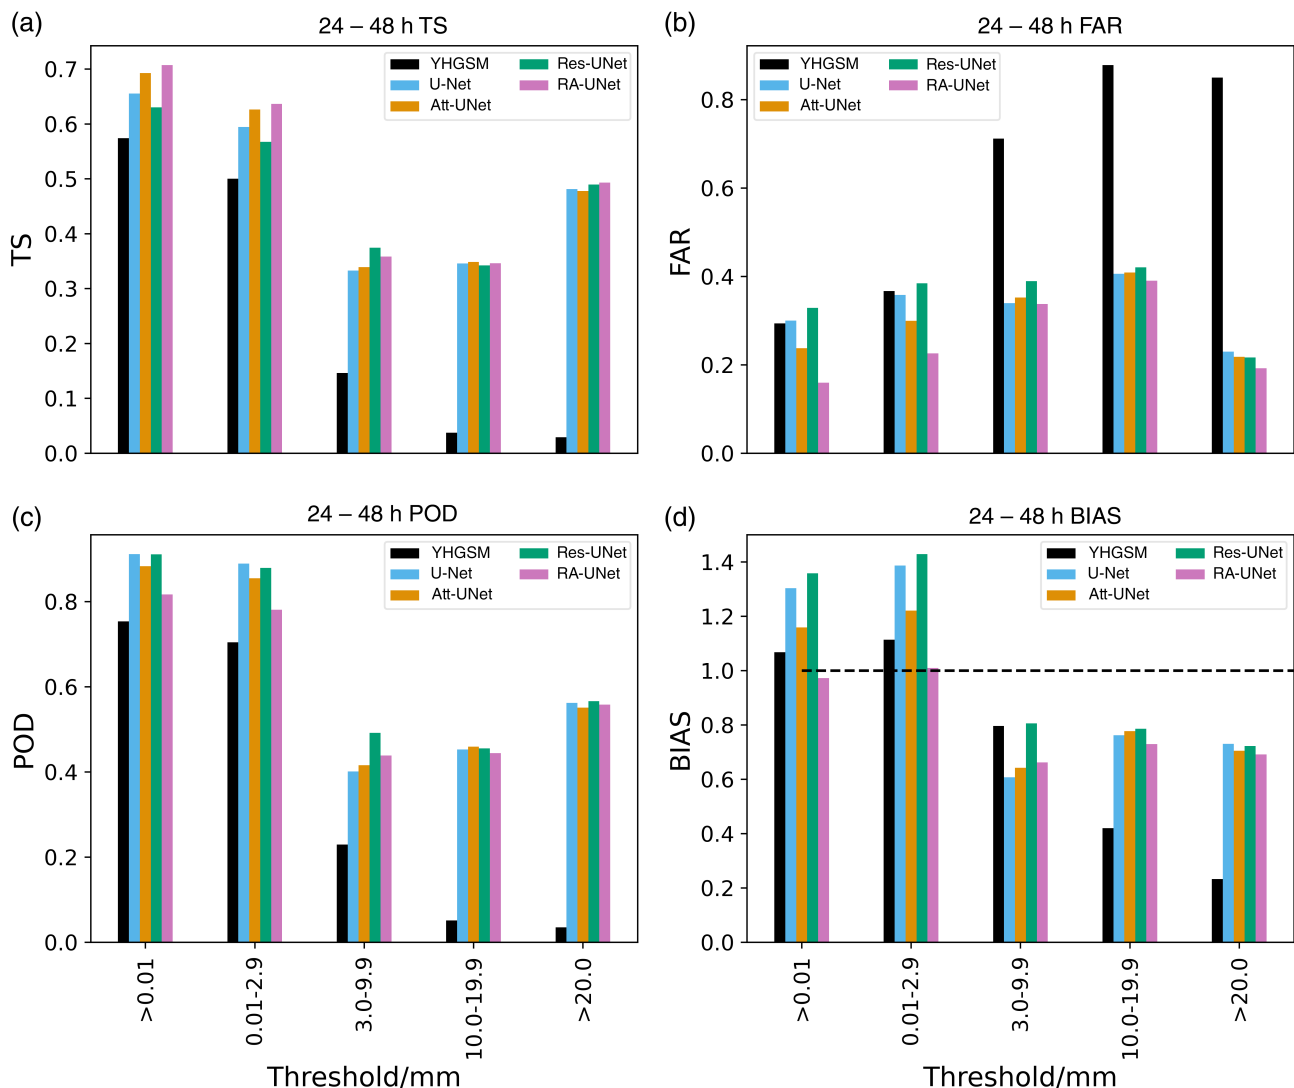 (a)
24 – 48 h TS
TS
0.7
0.6
0.5
0.4
0.3
0.2
0.1
0.0
YHGSM
U-Net
Att-UNet
Res-UNet
RA-UNet
(b)
24 – 48 h FAR
FAR
0.8
0.6
0.4
0.2
0.0
YHGSM
U-Net
Att-UNet
Res-UNet
RA-UNet
(c)
24 – 48 h POD
POD
0.8
0.6
0.4
0.2
0.0
YHGSM
U-Net
Att-UNet
Res-UNet
RA-UNet
>0.01
0.01-2.9
3.0-9.9
10.0-19.9
>20.0
Threshold/mm
(d)
24 – 48 h BIAS
BIAS
1.4
1.2
1.0
0.8
0.6
0.4
0.2
0.0
YHGSM
U-Net
Att-UNet
Res-UNet
RA-UNet
>0.01
0.01-2.9
3.0-9.9
10.0-19.9
>20.0
Threshold/mm